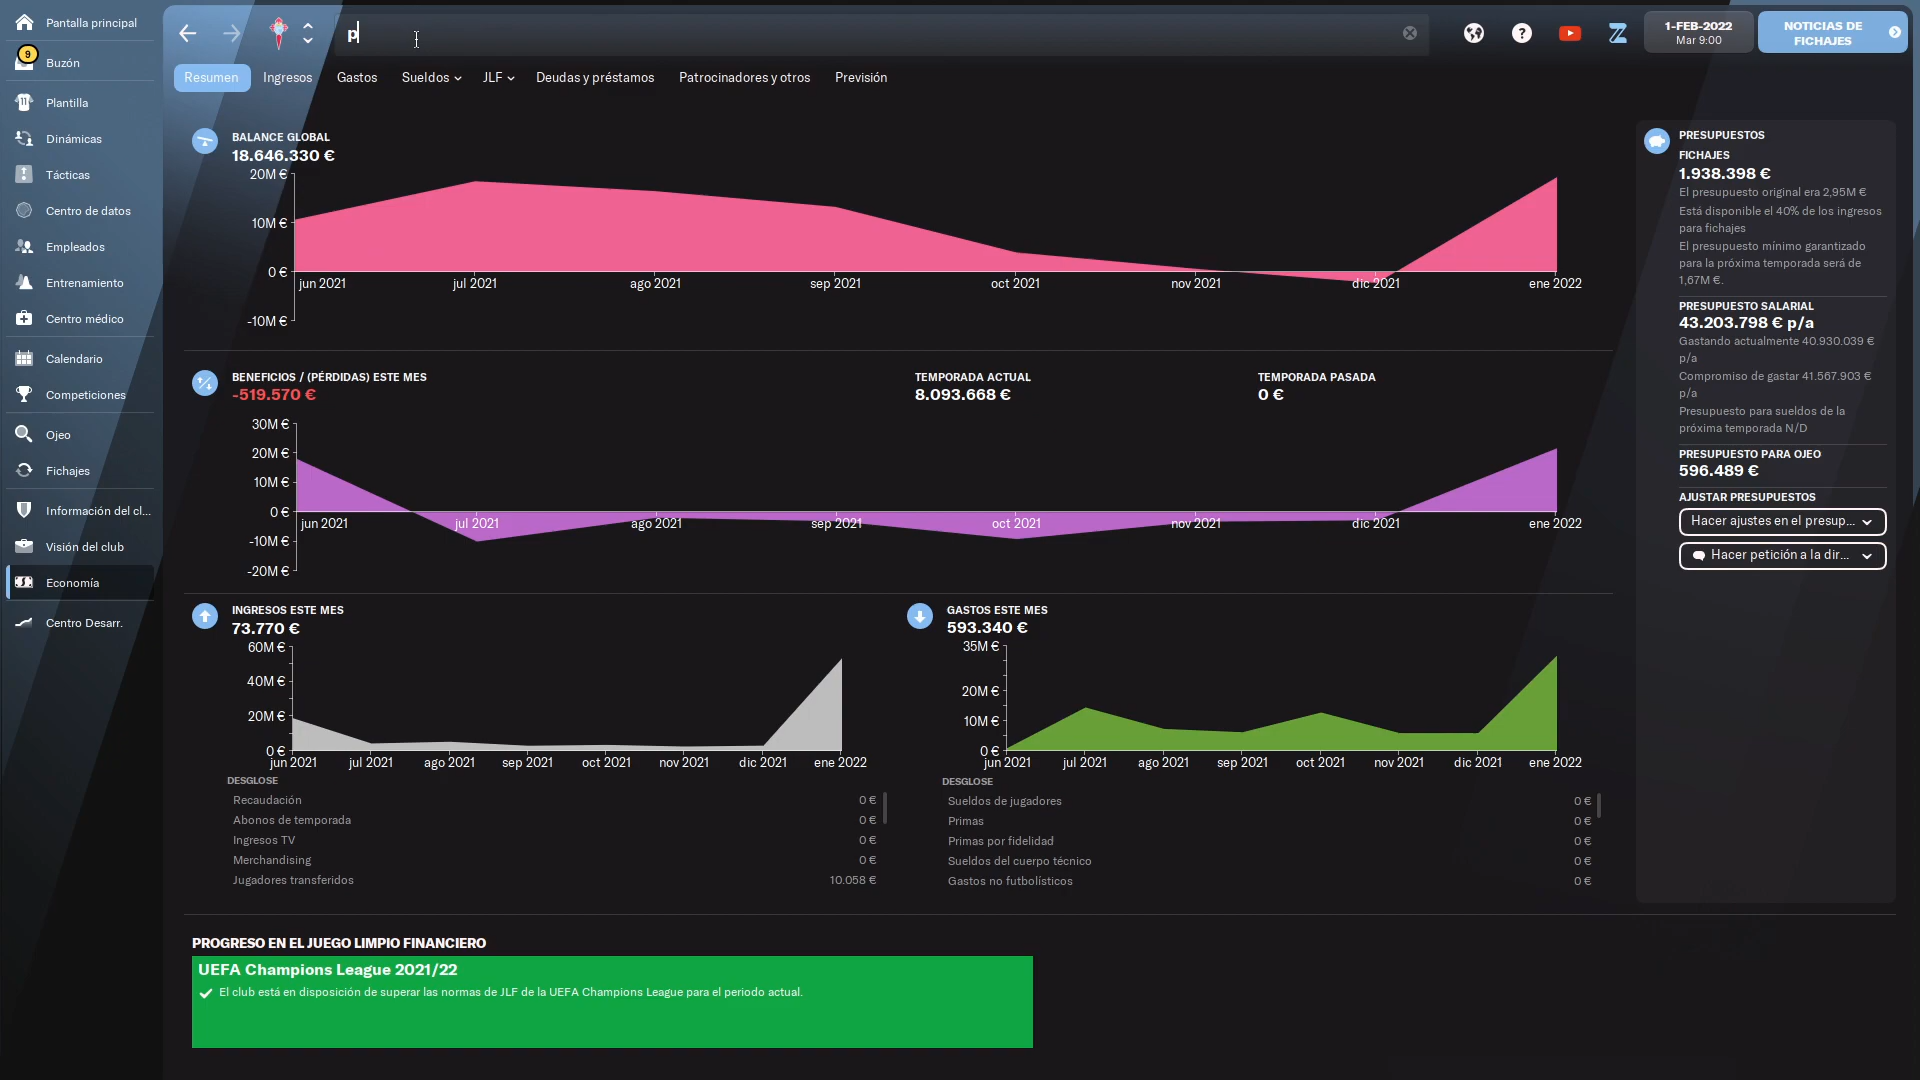 Pantalla principal
9
Buzón
Plantilla
Dinámicas
Tácticas
Centro de datos
Empleados
Entrenamiento
Centro médico
Calendario
Competiciones
Ojeo
Fichajes
Información del cl...
Visión del club
Economía
Centro Desarr.
p
1-FEB-2022
Mar 9:00
NOTICIAS DE
FICHAJES
Resumen Ingresos Gastos Sueldos JLF Deudas y préstamos Patrocinadores y otros Previsión
BALANCE GLOBAL
18.646.330 €
20M €
10M €
0 €
-10M €
jun 2021 jul 2021 ago 2021 sep 2021 oct 2021 nov 2021 dic 2021 ene 2022
BENEFICIOS / (PÉRDIDAS) ESTE MES
-519.570 €
TEMPORADA ACTUAL
8.093.668 €
TEMPORADA PASADA
0 €
30M €
20M €
10M €
0 €
-10M €
-20M €
jun 2021 jul 2021 ago 2021 sep 2021 oct 2021 nov 2021 dic 2021 ene 2022
INGRESOS ESTE MES
73.770 €
60M €
40M €
20M €
0 €
jun 2021 jul 2021 ago 2021 sep 2021 oct 2021 nov 2021 dic 2021 ene 2022
DESGLOSE
Recaudación 0 €
Abonos de temporada 0 €
Ingresos TV 0 €
Merchandising 0 €
Jugadores transferidos 10.058 €
GASTOS ESTE MES
593.340 €
35M €
20M €
10M €
0 €
jun 2021 jul 2021 ago 2021 sep 2021 oct 2021 nov 2021 dic 2021 ene 2022
DESGLOSE
Sueldos de jugadores 0 €
Primas 0 €
Primas por fidelidad 0 €
Sueldos del cuerpo técnico 0 €
Gastos no futbolísticos 0 €
PROGRESO EN EL JUEGO LIMPIO FINANCIERO
UEFA Champions League 2021/22
El club está en disposición de superar las normas de JLF de la UEFA Champions League para el periodo actual.
PRESUPUESTOS
FICHAJES
1.938.398 €
El presupuesto original era 2,95M €
Está disponible el 40% de los ingresos
para fichajes
El presupuesto mínimo garantizado
para la próxima temporada será de
1,67M €.
PRESUPUESTO SALARIAL
43.203.798 € p/a
Gastando actualmente 40.930.039 €
p/a
Compromiso de gastar 41.567.903 €
p/a
Presupuesto para sueldos de la
próxima temporada N/D
PRESUPUESTO PARA OJEO
596.489 €
AJUSTAR PRESUPUESTOS
Hacer ajustes en el presup...
Hacer petición a la dir...